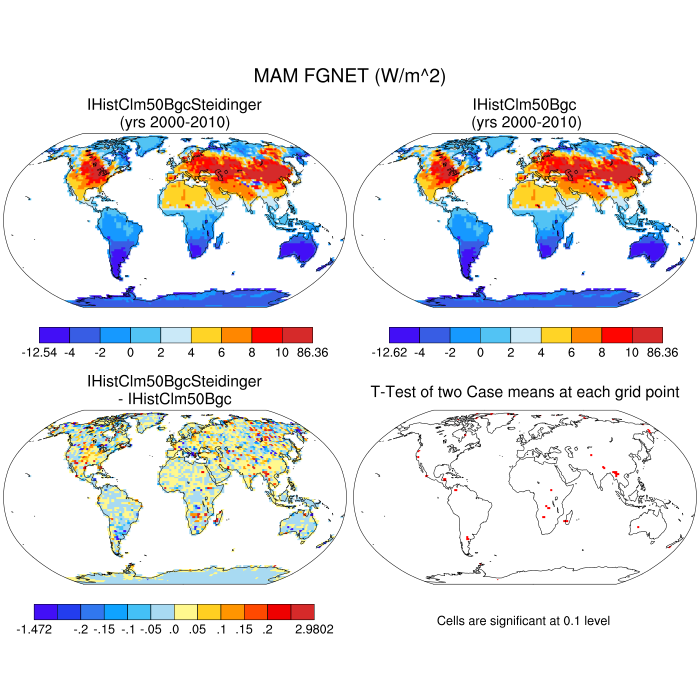 MAM FGNET (W/m^2)
IHistClm50BgcSteidinger
(yrs 2000-2010)
IHistClm50Bgc
(yrs 2000-2010)
-12.54 -4 -2 0 2 4 6 8 10 86.36
-12.62 -4 -2 0 2 4 6 8 10 86.36
IHistClm50BgcSteidinger
- IHistClm50Bgc
T-Test of two Case means at each grid point
-1.472 -.2 -.15 -.1 -.05 .0 .05 .1 .15 .2 2.9802
Cells are significant at 0.1 level